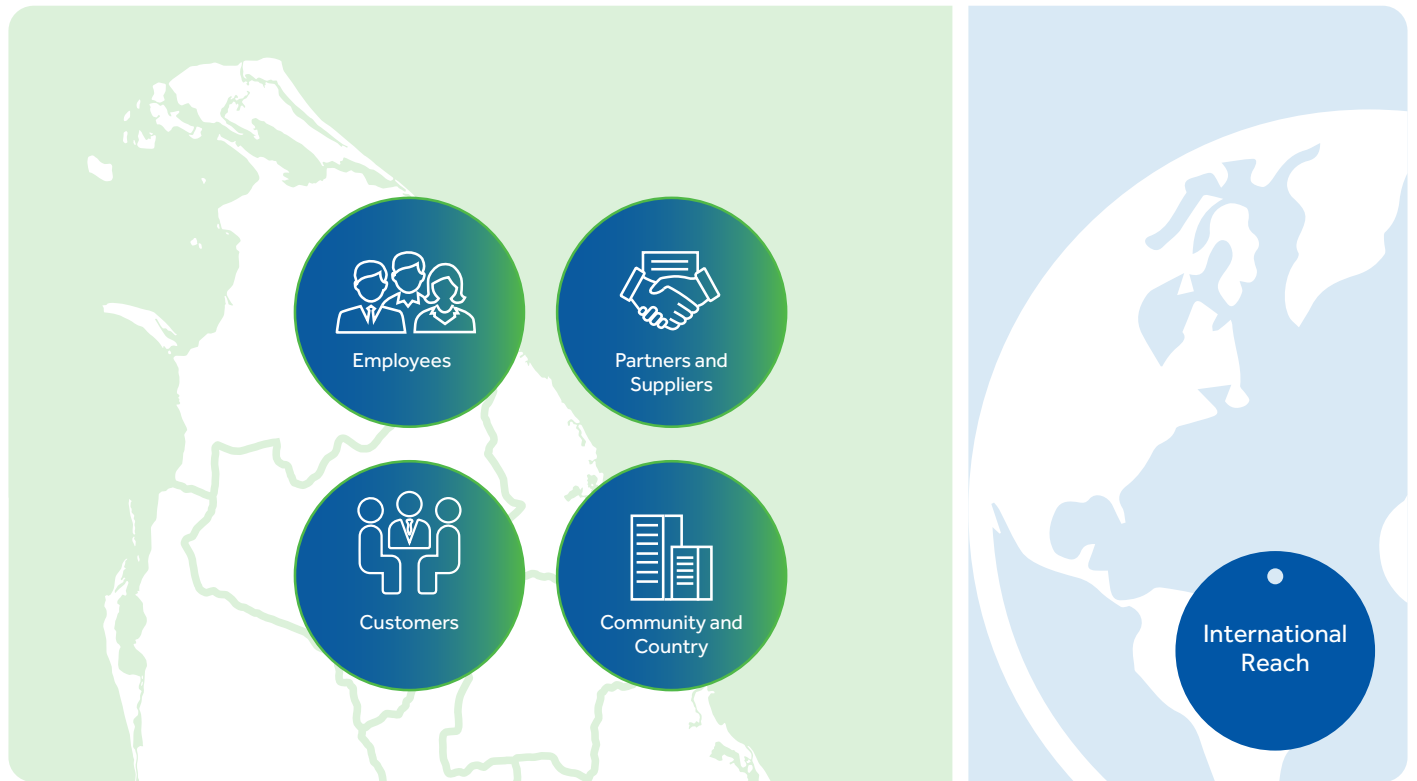 Employees
Partners and
Suppliers
Customers
Community and
Country
International
Reach